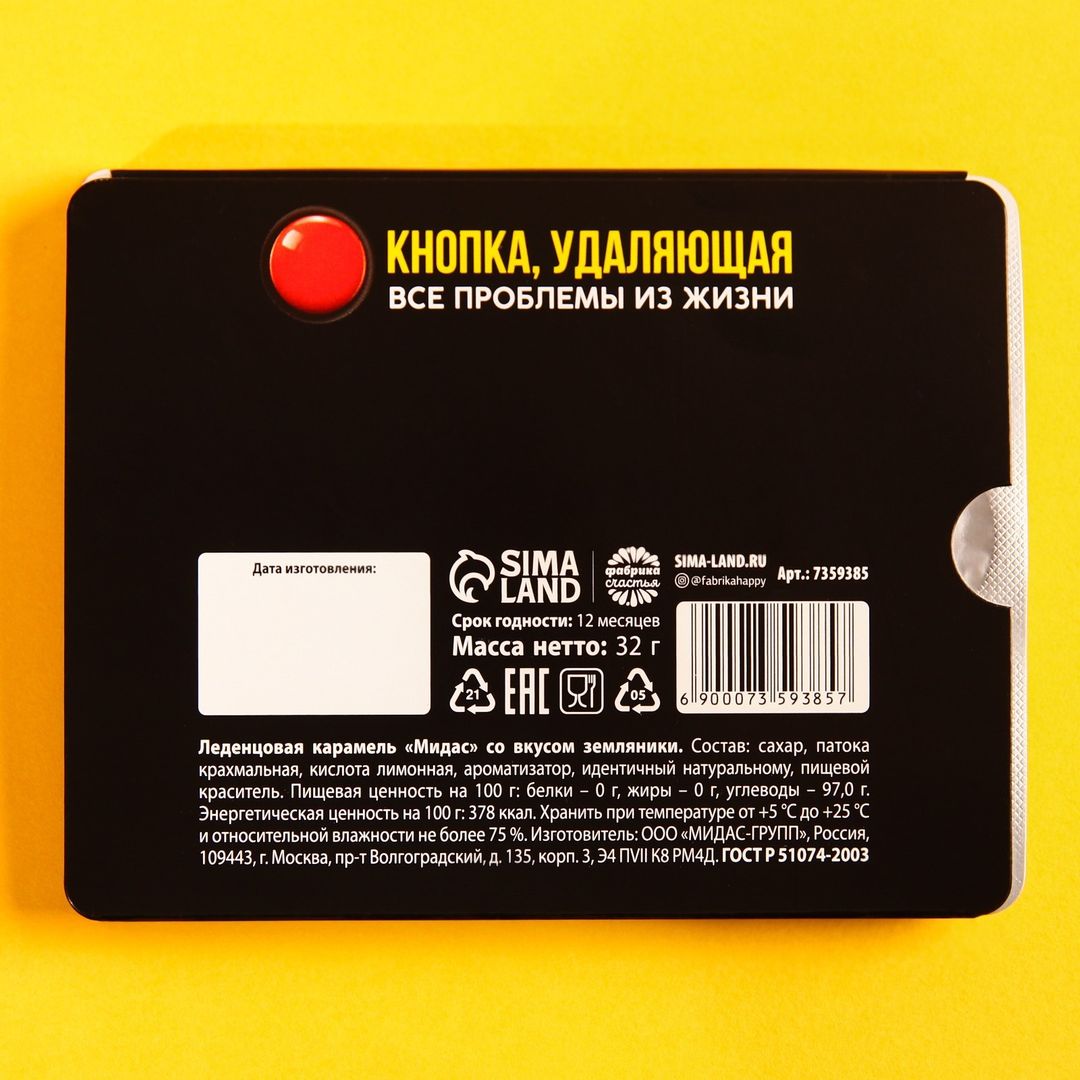 КНОПКА, УДАЛЯЮЩАЯ
ВСЕ ПРОБЛЕМЫ ИЗ ЖИЗНИ
Дата изготовления:
SIMA
LAND
фабрика
счастья
SIMA-LAND.RU
@fabrikahappy
Арт.: 7359385
Срок годности: 12 месяцев
Масса нетто: 32 г
21
EAC
05
6 900073 593857
Леденцовая карамель «Мидас» со вкусом земляники. Состав: сахар, патока
крахмальная, кислота лимонная, ароматизатор, идентичный натуральному, пищевой
краситель. Пищевая ценность на 100 г: белки – 0 г, жиры – 0 г, углеводы – 97,0 г.
Энергетическая ценность на 100 г: 378 ккал. Хранить при температуре от +5 °С до +25 °С
и относительной влажности не более 75 %. Изготовитель: ООО «МИДАС-ГРУПП», Россия,
109443, г. Москва, пр-т Волгоградский, д. 135, корп. 3, Э4 ПVII К8 РМ4Д. ГОСТ Р 51074-2003